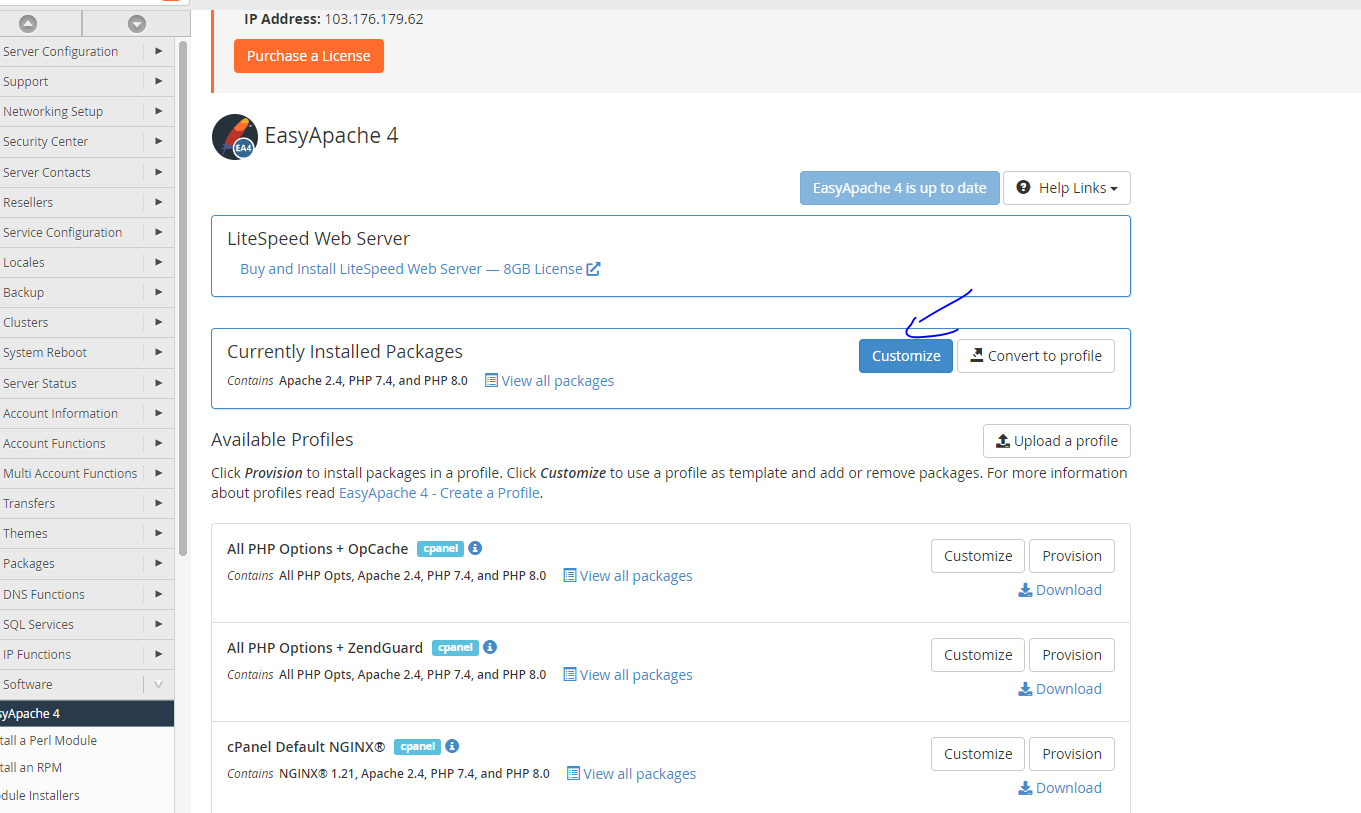 IP Address: 103.176.179.62
Purchase a License
Server Configuration
Support
Networking Setup
Security Center
Server Contacts
Resellers
Service Configuration
Locales
Backup
Clusters
System Reboot
Server Status
Account Information
Account Functions
Multi Account Functions
Transfers
Themes
Packages
DNS Functions
SQL Services
IP Functions
Software
syApache 4
tall a Perl Module
tall an RPM
dule Installers
EA4
EasyApache 4
EasyApache 4 is up to date
Help Links
LiteSpeed Web Server
Buy and Install LiteSpeed Web Server — 8GB License
Currently Installed Packages
Customize
Convert to profile
Contains Apache 2.4, PHP 7.4, and PHP 8.0 View all packages
Available Profiles
Upload a profile
Click Provision to install packages in a profile. Click Customize to use a profile as template and add or remove packages. For more information
about profiles read EasyApache 4 - Create a Profile.
All PHP Options + OpCache cpanel
Contains All PHP Opts, Apache 2.4, PHP 7.4, and PHP 8.0 View all packages
Customize
Provision
Download
All PHP Options + ZendGuard cpanel
Contains All PHP Opts, Apache 2.4, PHP 7.4, and PHP 8.0 View all packages
Customize
Provision
Download
cPanel Default NGINX® cpanel
Contains NGINX® 1.21, Apache 2.4, PHP 7.4, and PHP 8.0 View all packages
Customize
Provision
Download